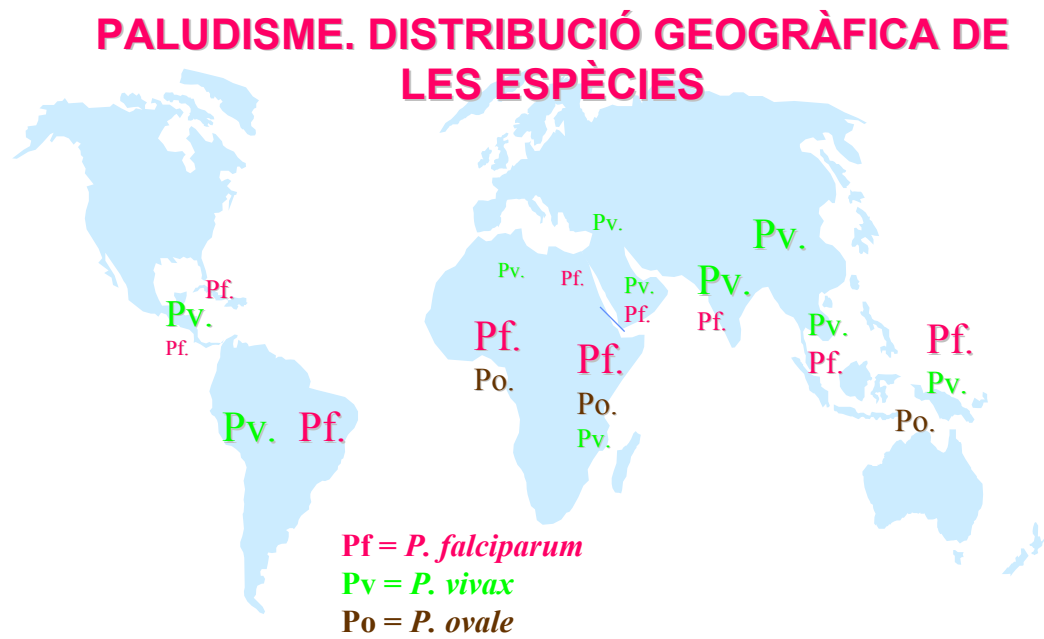 PALUDISME. DISTRIBUCIÓ GEOGRÀFICA DE
LES ESPÈCIES
Pv.
Pv.
Pv.
Pf.
Pv.
Pv.
Pf.
Pv.
Pf.
Pf.
Pv.
Pf.
Pf.
Pf.
Pv.
Pf.
Pf.
Pf.
Po.
Pv.
Po.
Po.
Pv.
Pf.
Pv.
Pf = P. falciparum
Pv = P. vivax
Po = P. ovale